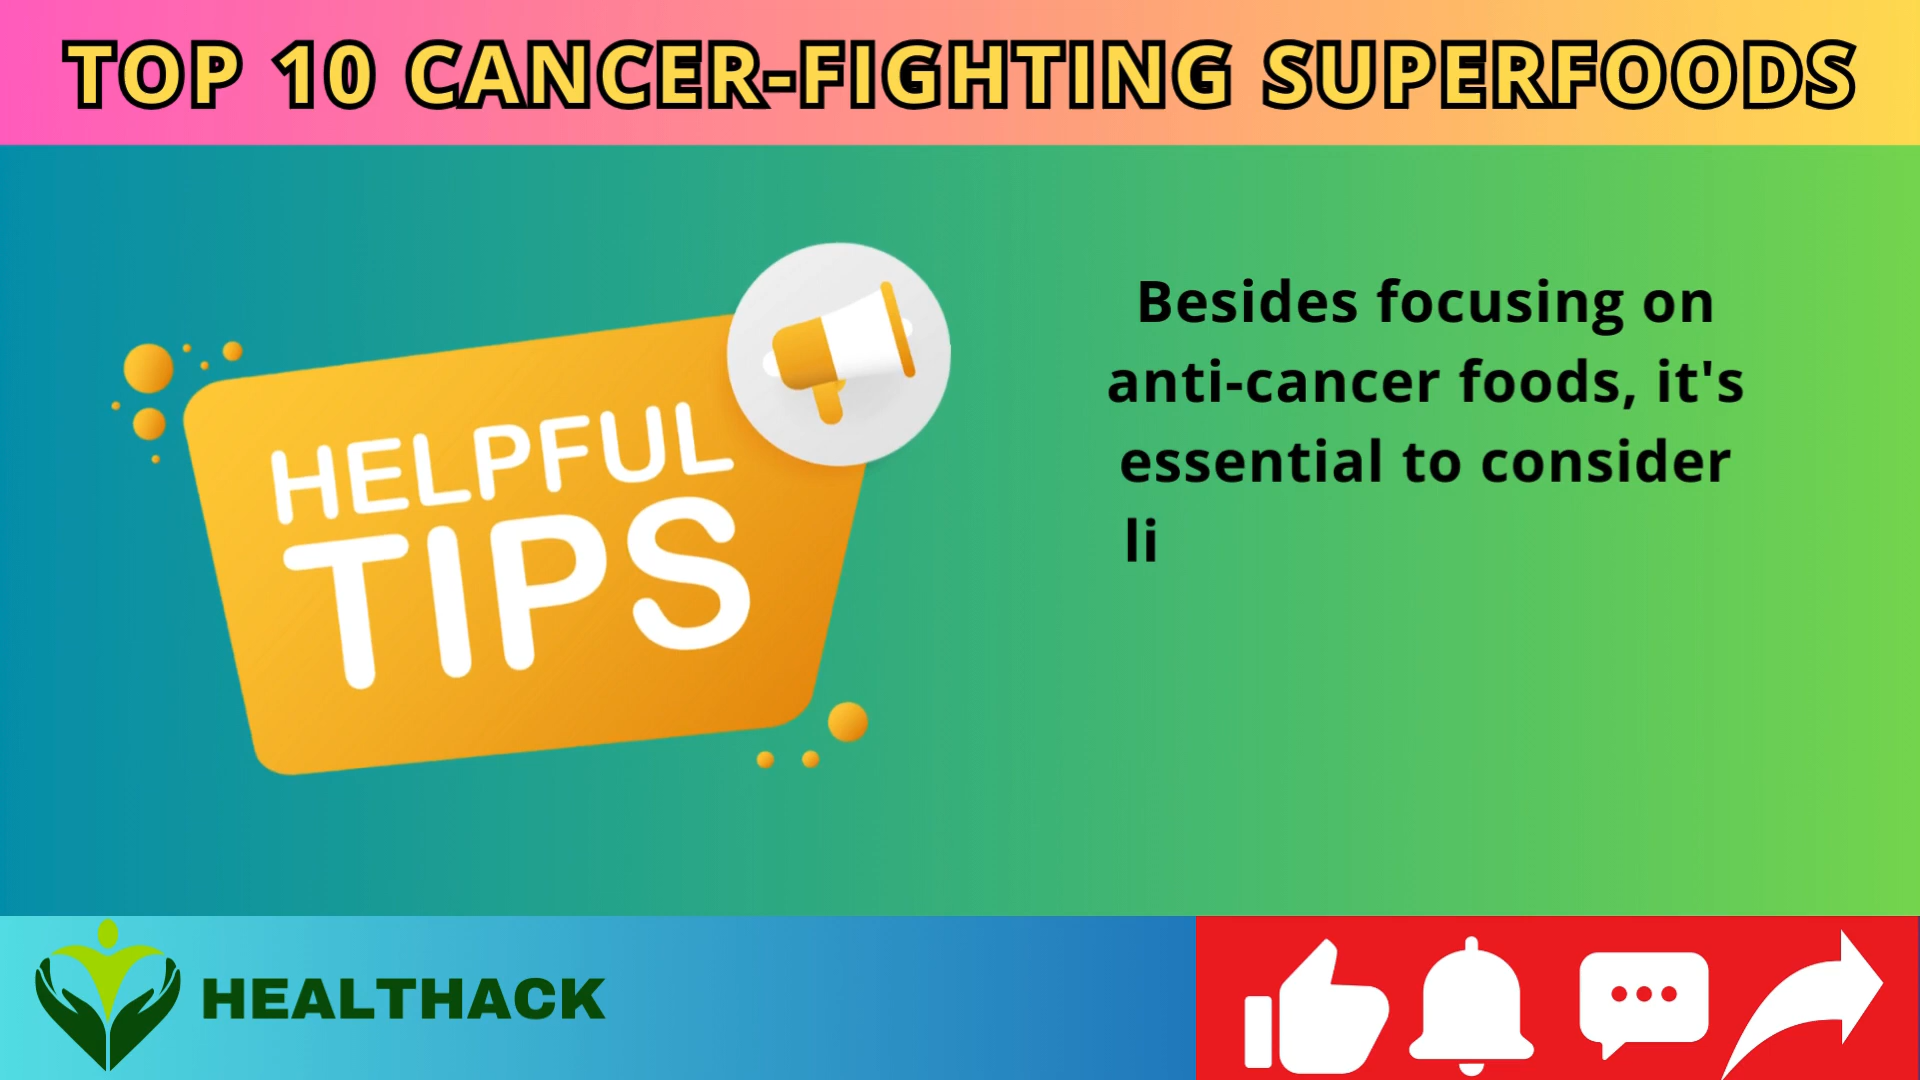 TOP 10 CANCER-FIGHTING SUPERFOODS
HELPFUL
TIPS
Besides focusing on
anti-cancer foods, it's
essential to consider
li
HEALTHACK